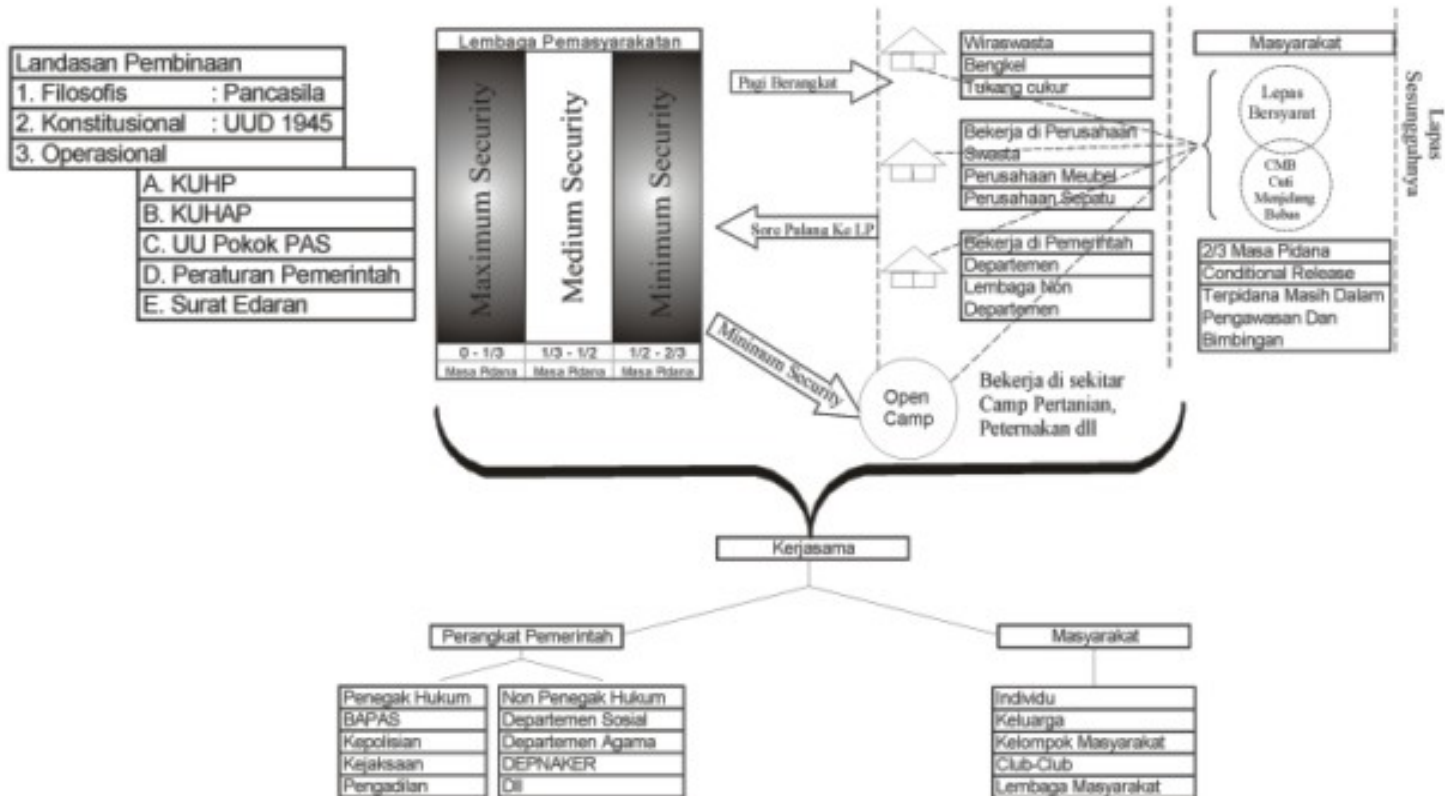 Landasan Pembinaan
1. Filosofis : Pancasila
2. Konstitusional : UUD 1945
3. Operasional
A. KUHP
B. KUHAP
C. UU Pokok PAS
D. Peraturan Pemerintah
E. Surat Edaran
Lembaga Pemasyarakatan
Maximum Security
Medium Security
Minimum Security
0 - 1/3
Masa Pidana
1/3 - 1/2
Masa Pidana
1/2 - 2/3
Masa Pidana
Pagi Berangkat
Sore Pulang Ke LP
Minimum Security
Wiraswasta
Bengkel
Tukang cukur
Bekerja di Perusahaan
Swasta
Perusahaan Meubel
Perusahaan Sepatu
Bekerja di Pemerintah
Departemen
Lembaga Non
Departemen
Open
Camp
Bekerja di sekitar
Camp Pertanian,
Peternakan dll
Masyarakat
Lepas
Bersyarat
CMB
Cuti
Menjelang
Bebas
2/3 Masa Pidana
Conditional Release
Terpidana Masih Dalam
Pengawasan Dan
Bimbingan
Lapas
Sesungguhnya
Kerjasama
Perangkat Pemerintah
Penegak Hukum
BAPAS
Kepolisian
Kejaksaan
Pengadilan
Non Penegak Hukum
Departemen Sosial
Departemen Agama
DEPNAKER
Dll
Masyarakat
Individu
Keluarga
Kelompok Masyarakat
Club-Club
Lembaga Masyarakat